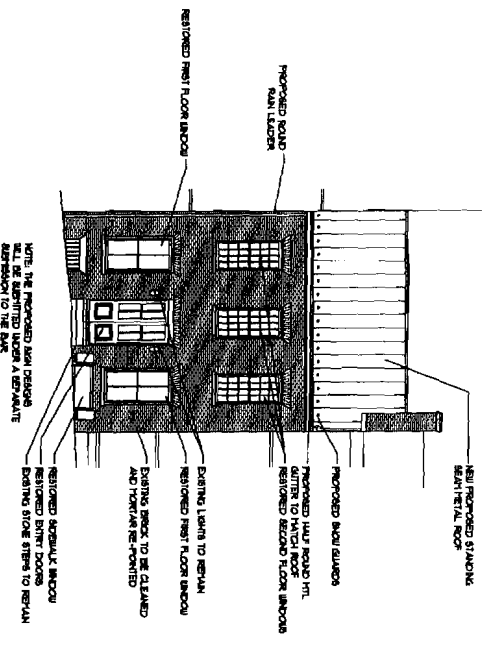 NEW PROPOSED STANDING
SEAM METAL ROOF
PROPOSED SNOW GUARDS
PROPOSED HALF ROUND MTL
GUTTER TO MATCH ROOF
RESTORED SECOND FLOOR WINDOWS
EXISTING LIGHTS TO REMAIN
RESTORED FIRST FLOOR WINDOW
EXISTING BRICK TO BE CLEANED
AND MORTAR RE-POINTED
RESTORED SIDEWALK WINDOW
RESTORED ENTRY DOORS
EXISTING STONE STEPS TO REMAIN
PROPOSED ROUND
RAIN LEADER
RESTORED FIRST FLOOR WINDOW
NOTE: THE PROPOSED SIGN DESIGNS
WILL BE SUBMITTED UNDER A SEPARATE
SUBMISSION TO THE BAR